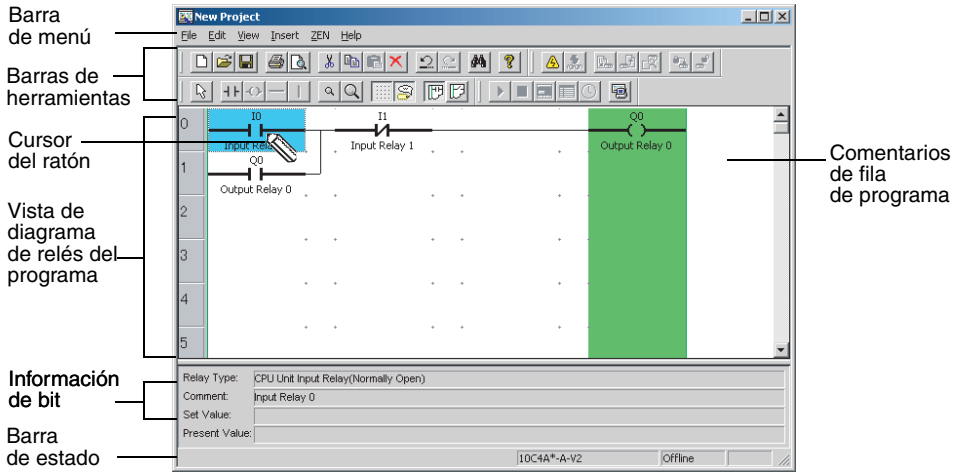 Barra
de menú
Barras de
herramientas
Cursor
del ratón
Vista de
diagrama
de relés del
programa
Información
de bit
Barra
de estado
New Project
File Edit View Insert ZEN Help
0
I0
I1
Q0
Input Rela
Input Relay 1
Output Relay 0
1
Q0
Output Relay 0
2
3
4
5
Relay Type: CPU Unit Input Relay(Normally Open)
Comment: Input Relay 0
Set Value:
Present Value:
10C4A*-A-V2
Offline
Comentarios
de fila
de programa